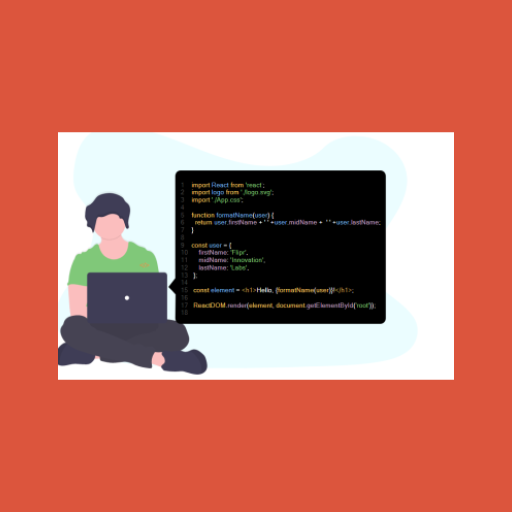 1 import React from 'react';
2 import logo from './logo.svg';
3 import './App.css';
4
5
6 function formatName(user) {
return user.firstName + " " +user.midName + " " +user.lastName;
7 }
8
9 const user = {
10 firstName: 'Flipr',
11 midName: 'Innovation',
12 lastName: 'Labs',
13 };
14
15 const element = <h1>Hello, {formatName(user)}!</h1>;
16
17 ReactDOM.render(element, document.getElementById('root'));
18